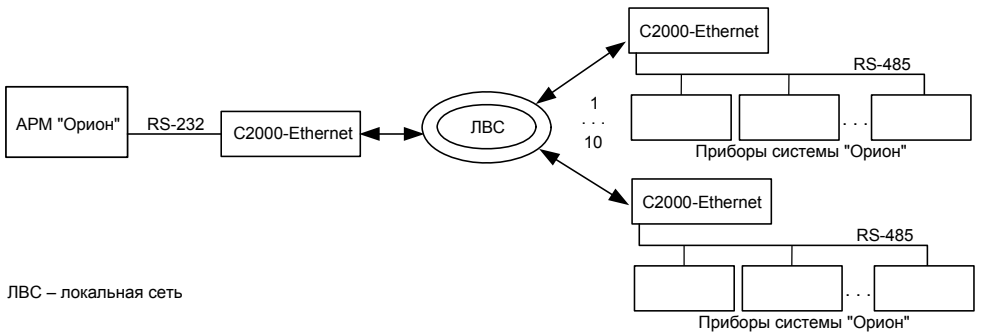 С2000-Ethernet
RS-485
АРМ "Орион"
RS-232
С2000-Ethernet
ЛВС
1
. . .
10
. . .
Приборы системы "Орион"
С2000-Ethernet
RS-485
. . .
ЛВС – локальная сеть
Приборы системы "Орион"